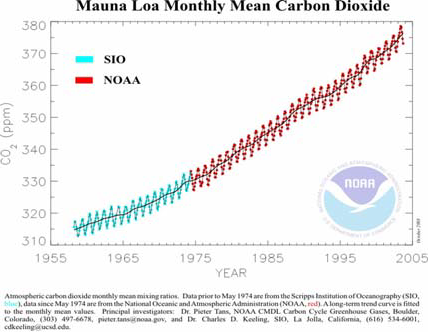 Mauna Loa Monthly Mean Carbon Dioxide
380
370
360
350
340
330
320
310
CO2 (ppm)
SIO
NOAA
NOAA
October 2003
1955
1965
1975
1985
1995
2005
YEAR
Atmospheric carbon dioxide monthly mean mixing ratios. Data prior to May 1974 are from the Scripps Institution of Oceanography (SIO,
blue), data since May 1974 are from the National Oceanic and Atmospheric Administration (NOAA, red). A long-term trend curve is fitted
to the monthly mean values. Principal investigators: Dr. Pieter Tans, NOAA CMDL Carbon Cycle Greenhouse Gases, Boulder,
Colorado, (303) 497-6678, pieter.tans@noaa.gov, and Dr. Charles D. Keeling, SIO, La Jolla, California, (616) 534-6001,
cdkeeling@ucsd.edu.